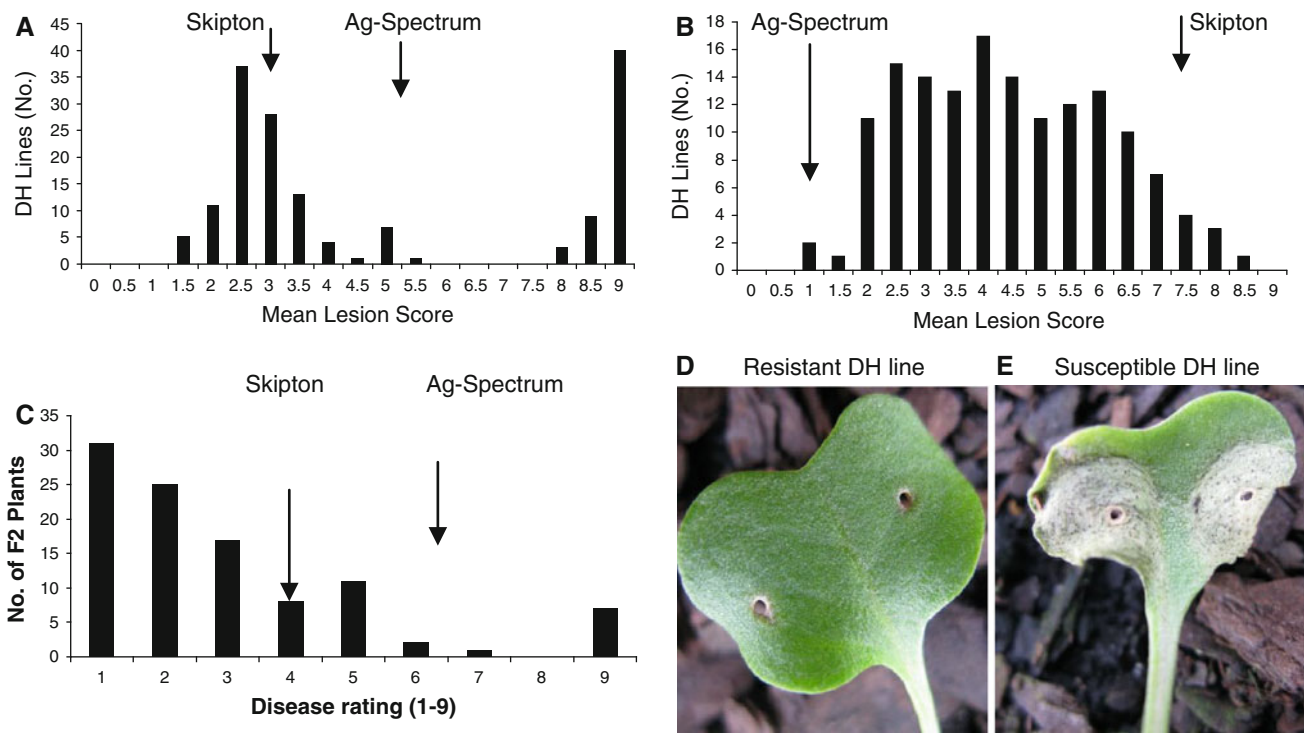 A
Skipton
Ag-Spectrum
DH Lines (No.)
45
40
35
30
25
20
15
10
5
0
0 0.5 1 1.5 2 2.5 3 3.5 4 4.5 5 5.5 6 6.5 7 7.5 8 8.5 9
Mean Lesion Score
B
Ag-Spectrum
Skipton
DH Lines (No.)
18
16
14
12
10
8
6
4
2
0
0 0.5 1 1.5 2 2.5 3 3.5 4 4.5 5 5.5 6 6.5 7 7.5 8 8.5 9
Mean Lesion Score
C
Skipton
Ag-Spectrum
No. of F2 Plants
35
30
25
20
15
10
5
0
1 2 3 4 5 6 7 8 9
Disease rating (1-9)
D Resistant DH line
E Susceptible DH line